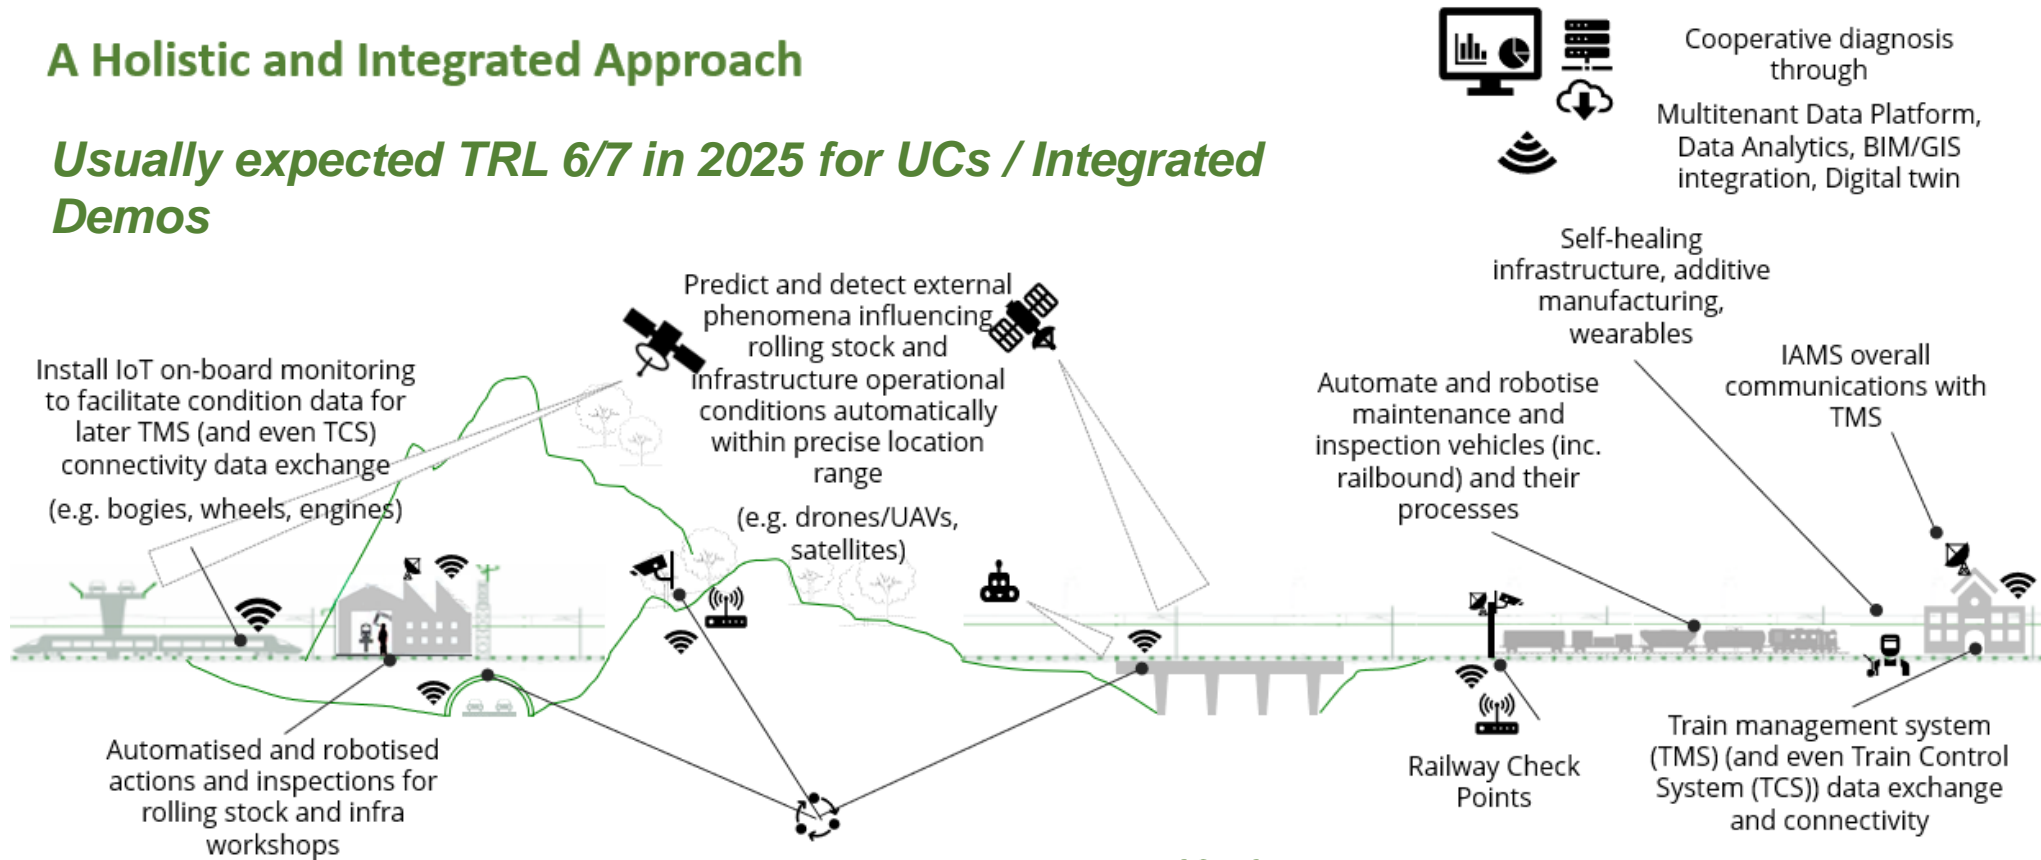 A Holistic and Integrated Approach
Usually expected TRL 6/7 in 2025 for UCs / Integrated
Demos
Cooperative diagnosis
through
Multitenant Data Platform,
Data Analytics, BIM/GIS
integration, Digital twin
Self-healing
infrastructure, additive
manufacturing,
wearables
IAMS overall
communications with
TMS
Predict and detect external
phenomena influencing
rolling stock and
infrastructure operational
conditions automatically
within precise location
range
(e.g. drones/UAVs,
satellites)
Install IoT on-board monitoring
to facilitate condition data for
later TMS (and even TCS)
connectivity data exchange
(e.g. bogies, wheels, engines)
Automate and robotise
maintenance and
inspection vehicles (inc.
railbound) and their
processes
Automatised and robotised
actions and inspections for
rolling stock and infra
workshops
Railway Check
Points
Train management system
(TMS) (and even Train Control
System (TCS)) data exchange
and connectivity